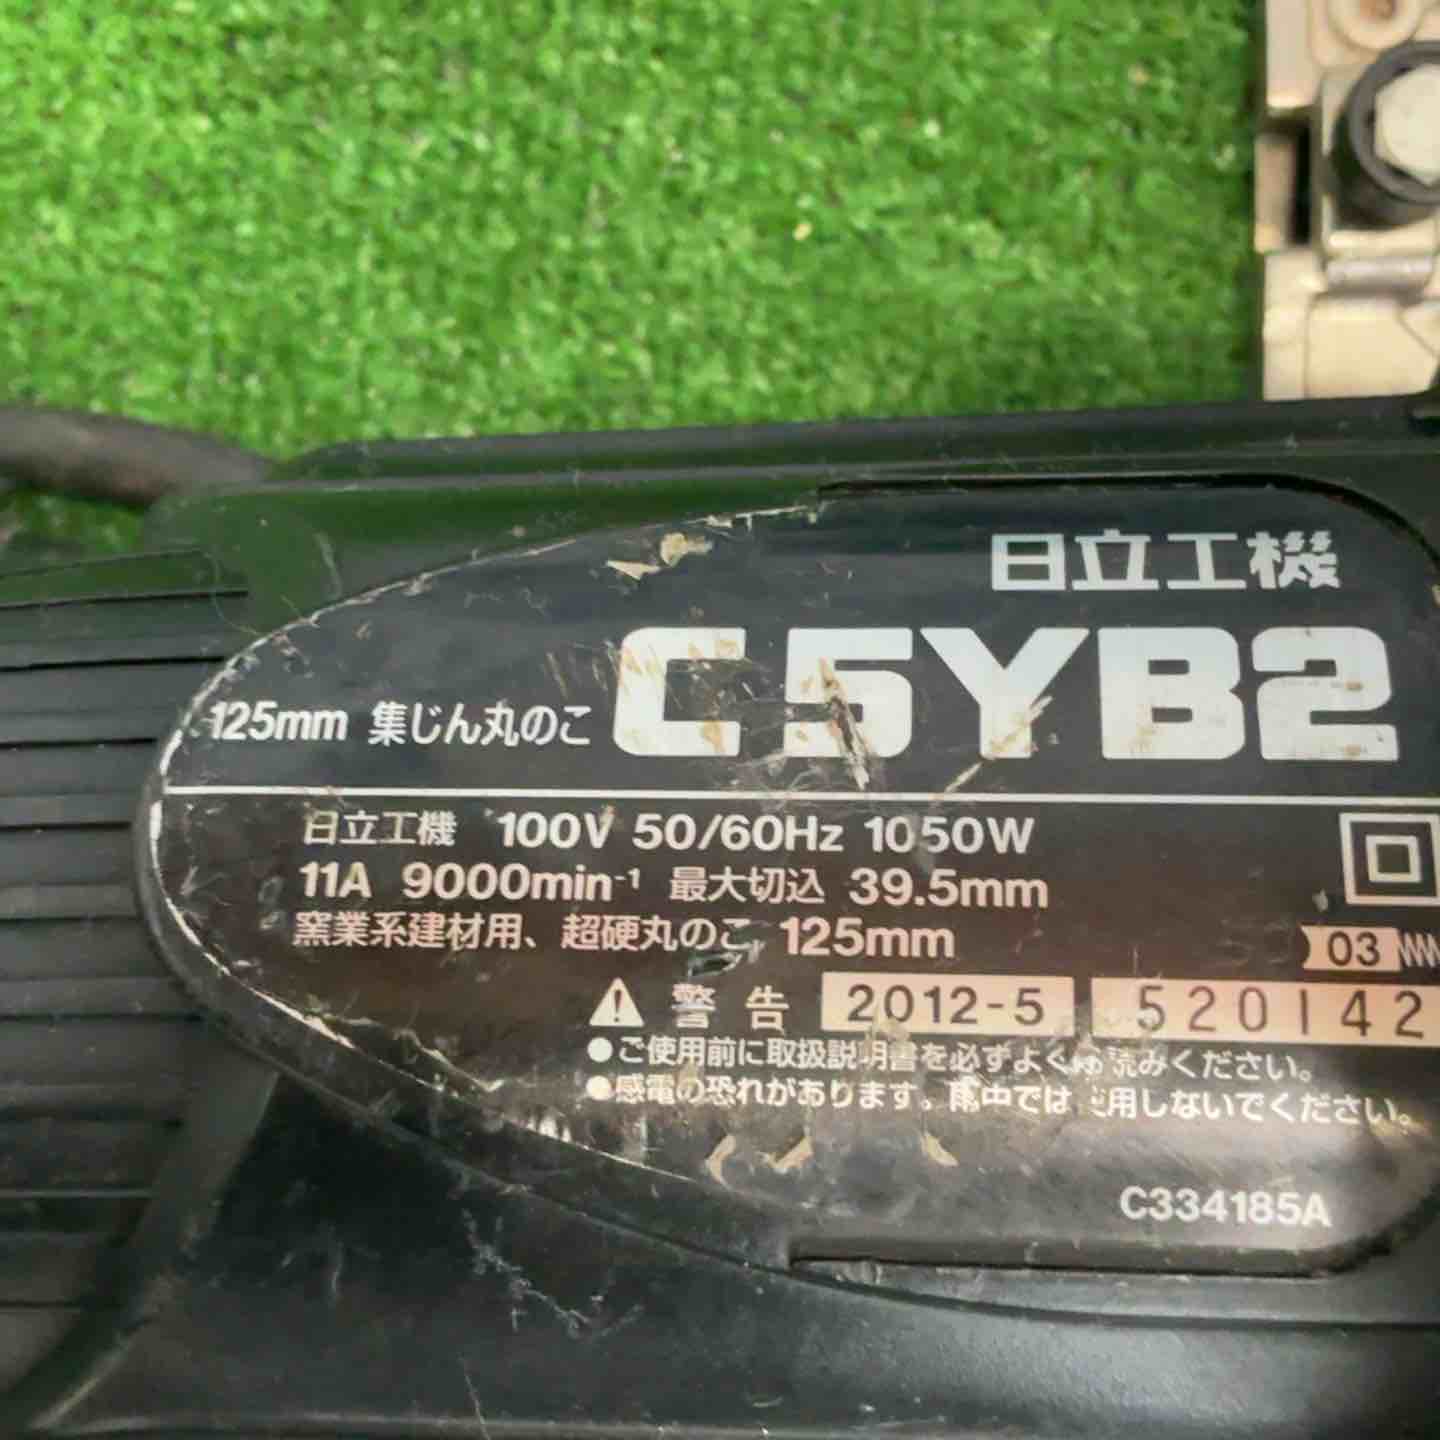 日立工機
125mm 集じん丸のこ C5YB2
日立工機 100V 50/60Hz 1050W
11A 9000min⁻¹ 最大切込 39.5mm
窯業系建材用、超硬丸のこ 125mm
03
警告 2012-5 520142
●ご使用前に取扱説明書を必ずよくお読みください。
●感電の恐れがあります。雨中では使用しないでください。
C334185A